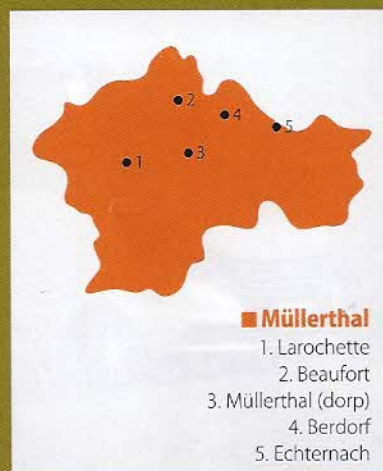 2
4
5
3
1
Müllerthal
1. Larochette
2. Beaufort
3. Müllerthal (dorp)
4. Berdorf
5. Echternach